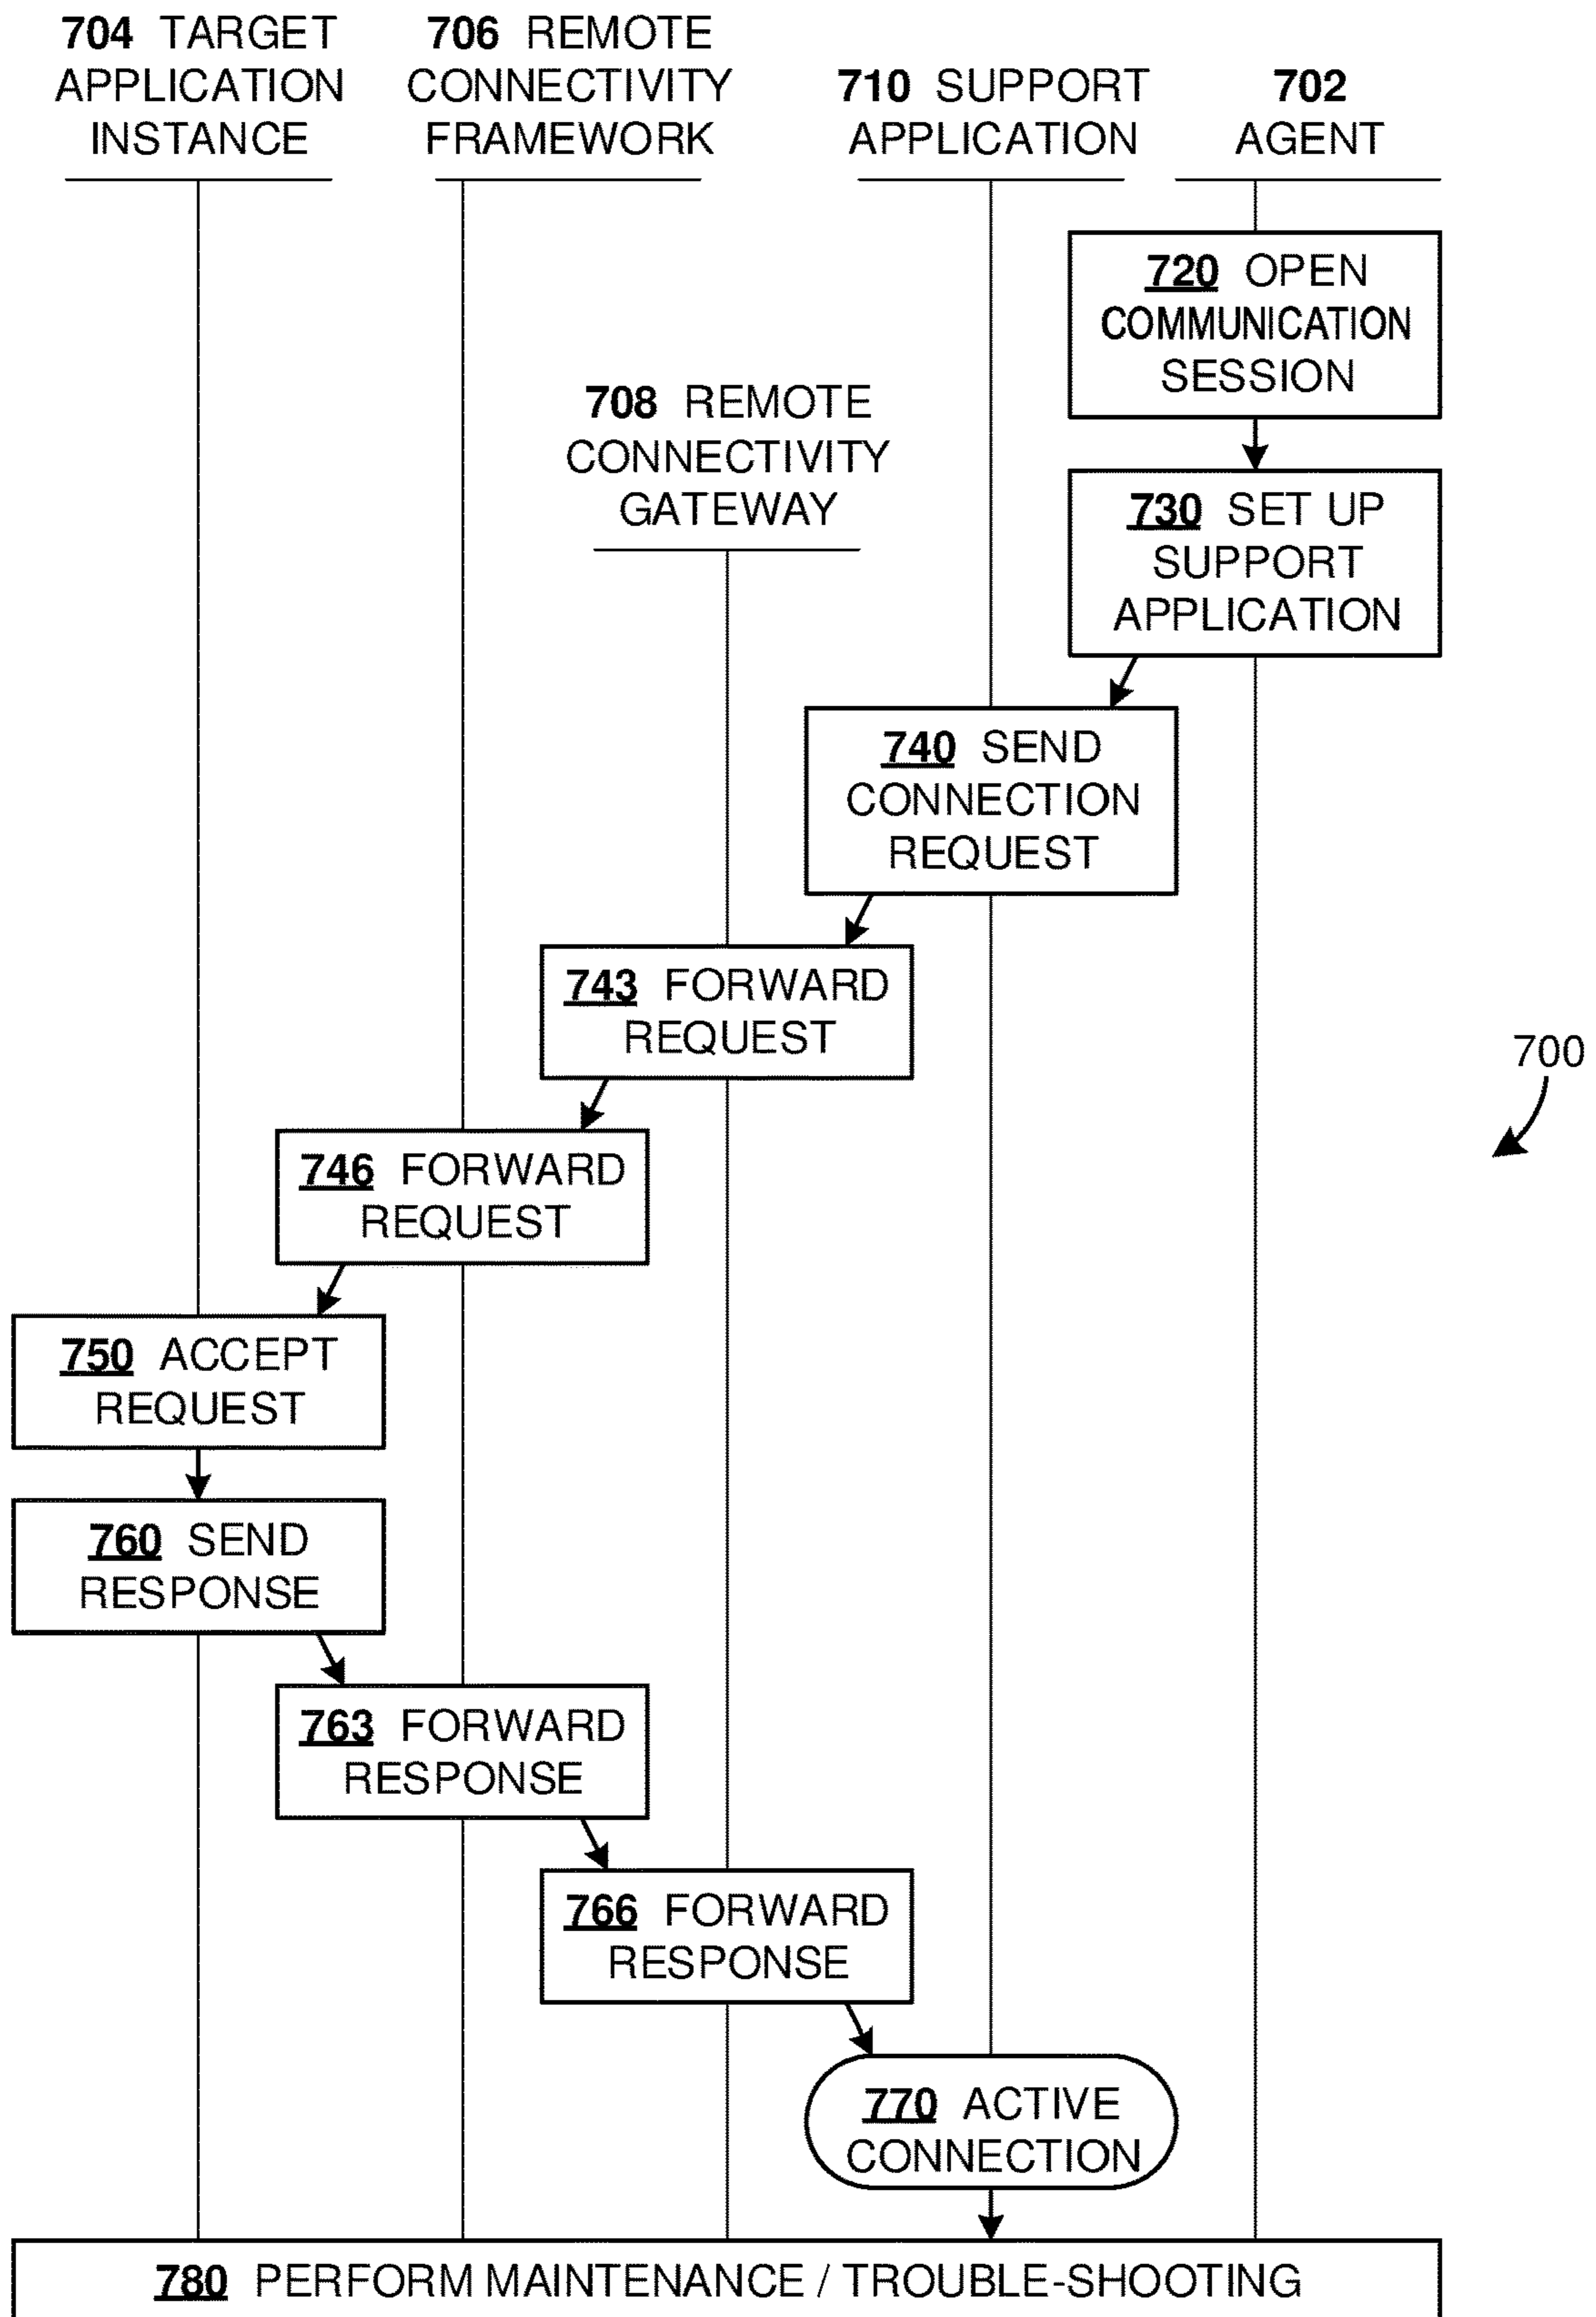 704 TARGET
APPLICATION
INSTANCE
706 REMOTE
CONNECTIVITY
FRAMEWORK
710 SUPPORT
APPLICATION
702
AGENT
720 OPEN
COMMUNICATION
SESSION
708 REMOTE
CONNECTIVITY
GATEWAY
730 SET UP
SUPPORT
APPLICATION
740 SEND
CONNECTION
REQUEST
743 FORWARD
REQUEST
700
746 FORWARD
REQUEST
750 ACCEPT
REQUEST
760 SEND
RESPONSE
763 FORWARD
RESPONSE
766 FORWARD
RESPONSE
770 ACTIVE
CONNECTION
780 PERFORM MAINTENANCE / TROUBLE-SHOOTING